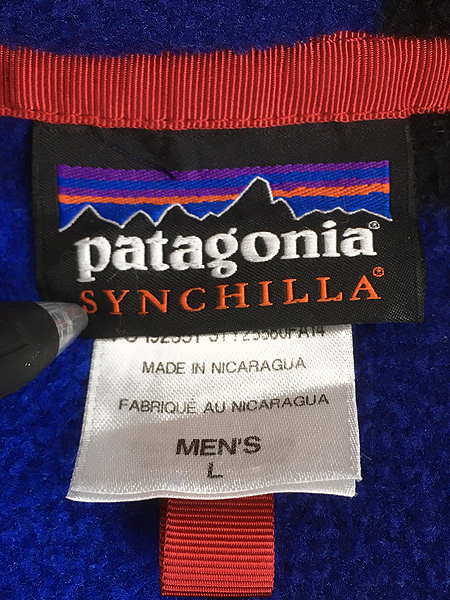 patagonia®
SYNCHILLA®
MADE IN NICARAGUA
FABRIQUÉ AU NICARAGUA
MEN'S
L